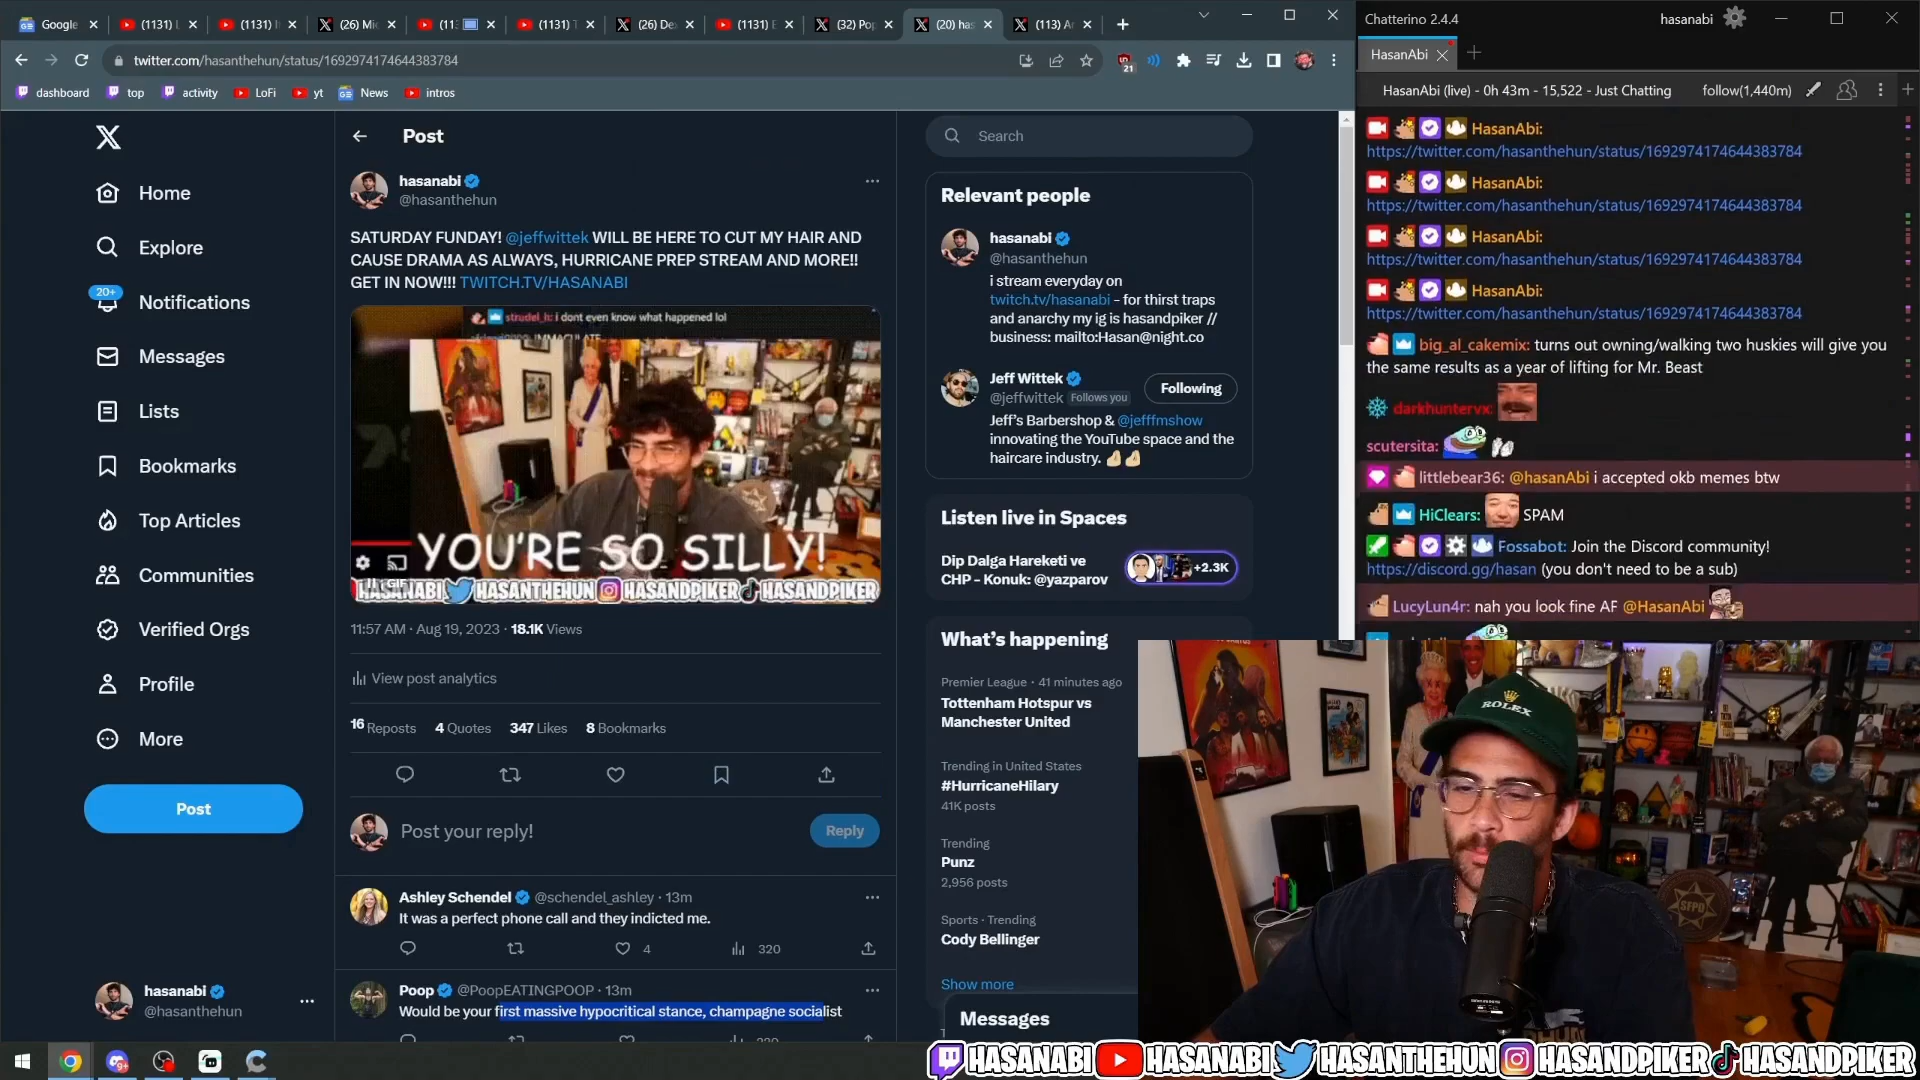 Google
(1131)
(1131)
(26)
(1131)
(26)
(1131)
(32) Pop
(20) has
(113)
twitter.com/hasanthehun/status/1692974174644383784
21
dashboard
top
activity
LoFi
yt
News
intros
Home
Explore
20+
Notifications
Messages
Lists
Bookmarks
Top Articles
Communities
Verified Orgs
Profile
More
Post
hasanabi
@hasanthehun
Post
hasanabi
@hasanthehun
SATURDAY FUNDAY! @jeffwittek WILL BE HERE TO CUT MY HAIR AND
CAUSE DRAMA AS ALWAYS, HURRICANE PREP STREAM AND MORE!!
GET IN NOW!!! TWITCH.TV/HASANABI
strudel_h: i dont even know what happened lol
YOU'RE SO SILLY!
GIF
HASANABI HASANTHEHUN HASANDPIKER HASANDPIKER
11:57 AM · Aug 19, 2023 · 18.1K Views
View post analytics
16 Reposts 4 Quotes 347 Likes 8 Bookmarks
Post your reply!
Reply
Ashley Schendel @schendel_ashley · 13m
It was a perfect phone call and they indicted me.
4
320
Poop @PoopEATINGPOOP · 13m
Would be your first massive hypocritical stance, champagne socialist
Search
Relevant people
hasanabi
@hasanthehun
i stream everyday on
twitch.tv/hasanabi - for thirst traps
and anarchy my ig is hasandpiker //
business: mailto:Hasan@night.co
Jeff Wittek
@jeffwittek Follows you
Following
Jeff's Barbershop & @jefffmshow
innovating the YouTube space and the
haircare industry.
Listen live in Spaces
Dip Dalga Hareketi ve
CHP - Konuk: @yazparov
+2.3K
What's happening
Premier League · 41 minutes ago
Tottenham Hotspur vs
Manchester United
Trending in United States
#HurricaneHilary
41K posts
Trending
Punz
2,956 posts
Sports · Trending
Cody Bellinger
Show more
Messages
Chatterino 2.4.4
hasanabi
HasanAbi
HasanAbi (live) - 0h 43m - 15,522 - Just Chatting
follow(1,440m)
HasanAbi:
https://twitter.com/hasanthehun/status/1692974174644383784
HasanAbi:
https://twitter.com/hasanthehun/status/1692974174644383784
HasanAbi:
https://twitter.com/hasanthehun/status/1692974174644383784
HasanAbi:
https://twitter.com/hasanthehun/status/1692974174644383784
big_al_cakemix: turns out owning/walking two huskies will give you
the same results as a year of lifting for Mr. Beast
darkhuntervx:
scutersita:
littlebear36: @hasanAbi i accepted okb memes btw
HiClears: SPAM
Fossabot: Join the Discord community!
https://discord.gg/hasan (you don't need to be a sub)
LucyLun4r: nah you look fine AF @HasanAbi
ROLEX
SFPD
HASANABI HASANABI HASANTHEHUN HASANDPIKER HASANDPIKER